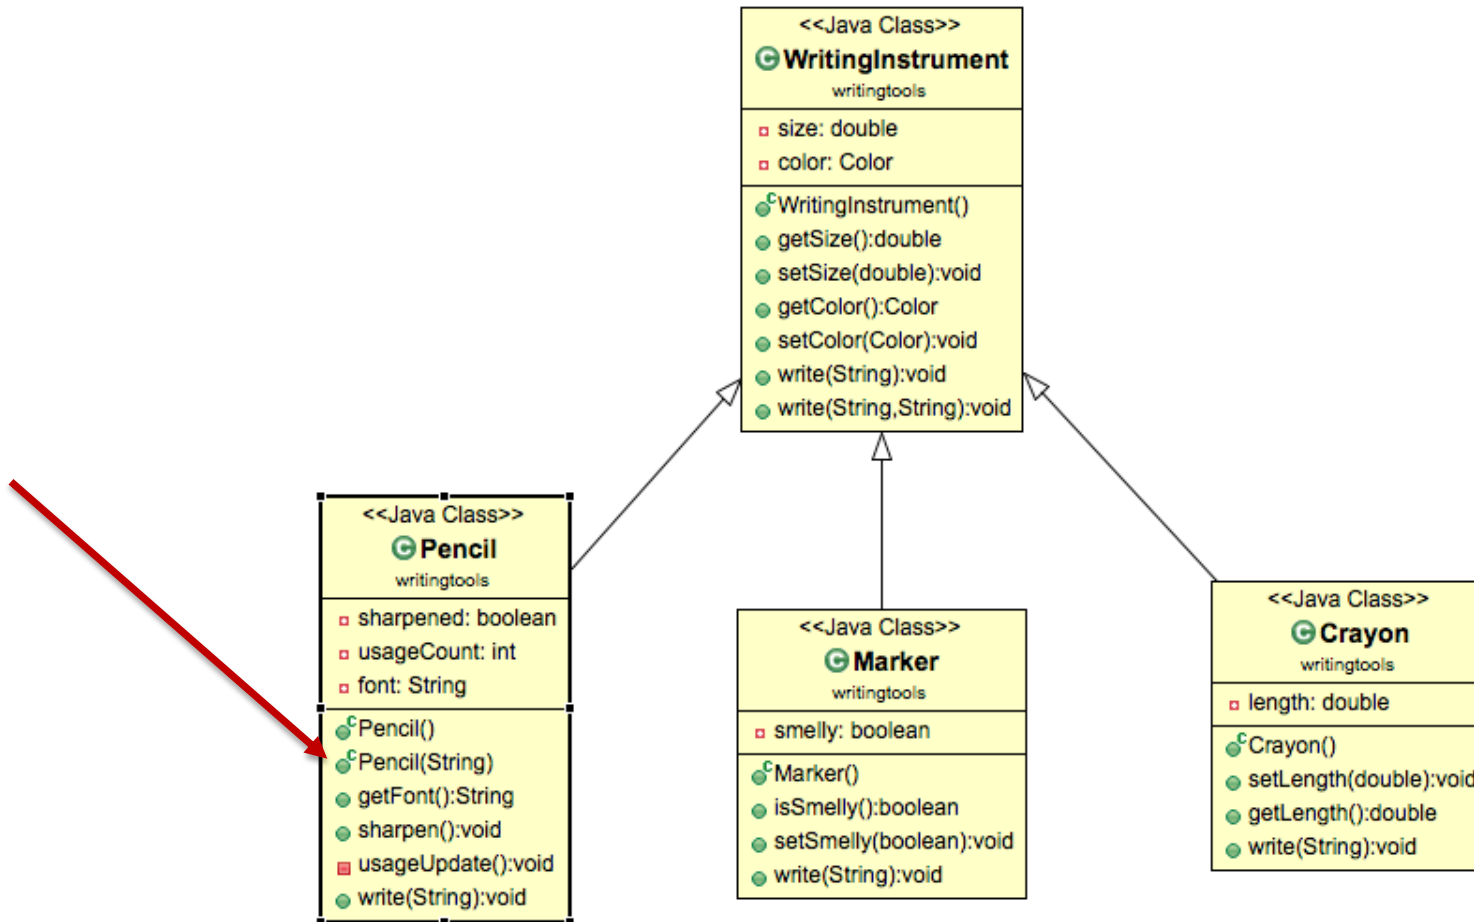 <<Java Class>>
WritingInstrument
writingtools
size: double
color: Color
WritingInstrument()
getSize():double
setSize(double):void
getColor():Color
setColor(Color):void
write(String):void
write(String,String):void
<<Java Class>>
Pencil
writingtools
sharpened: boolean
usageCount: int
font: String
Pencil()
Pencil(String)
getFont():String
sharpen():void
usageUpdate():void
write(String):void
<<Java Class>>
Marker
writingtools
smelly: boolean
Marker()
isSmelly():boolean
setSmelly(boolean):void
write(String):void
<<Java Class>>
Crayon
writingtools
length: double
Crayon()
setLength(double):void
getLength():double
write(String):void